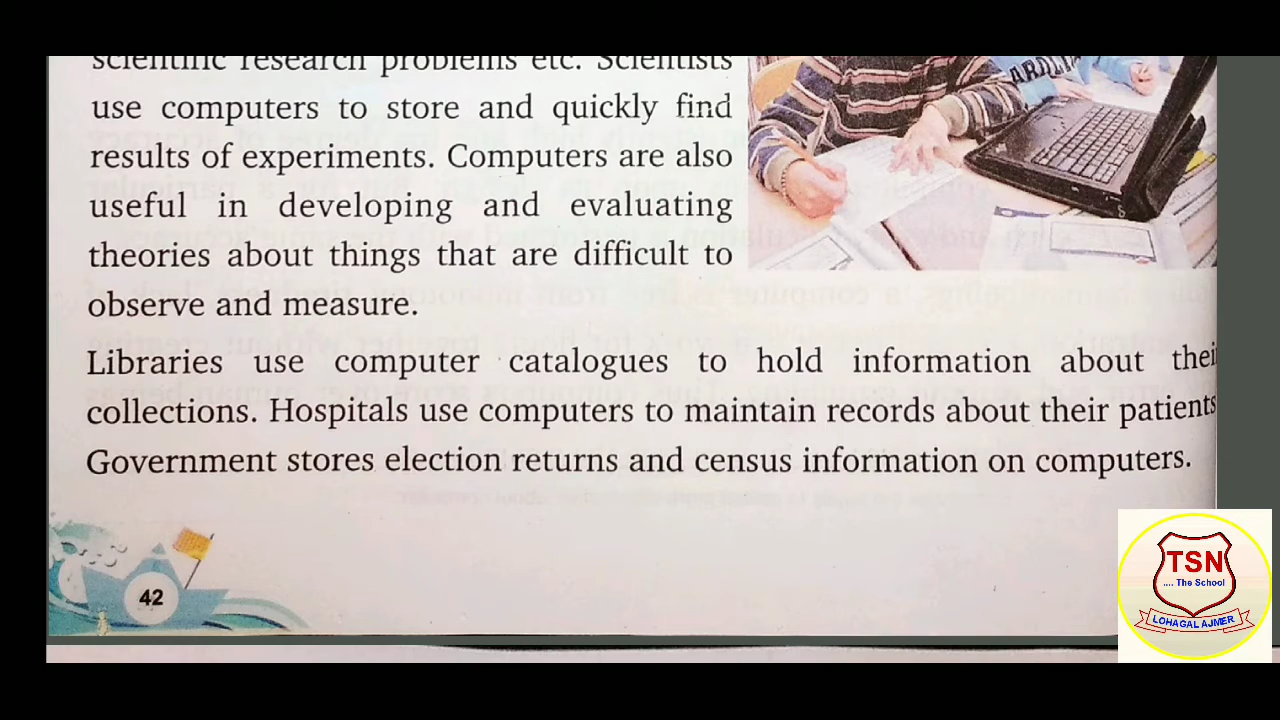 scientific research problems etc. Scientists
use computers to store and quickly find
results of experiments. Computers are also
useful in developing and evaluating
theories about things that are difficult to
observe and measure.
Libraries use computer catalogues to hold information about thei
collections. Hospitals use computers to maintain records about their patients
Government stores election returns and census information on computers.
42
TSN
.... The School
LOHAGAL AJMER